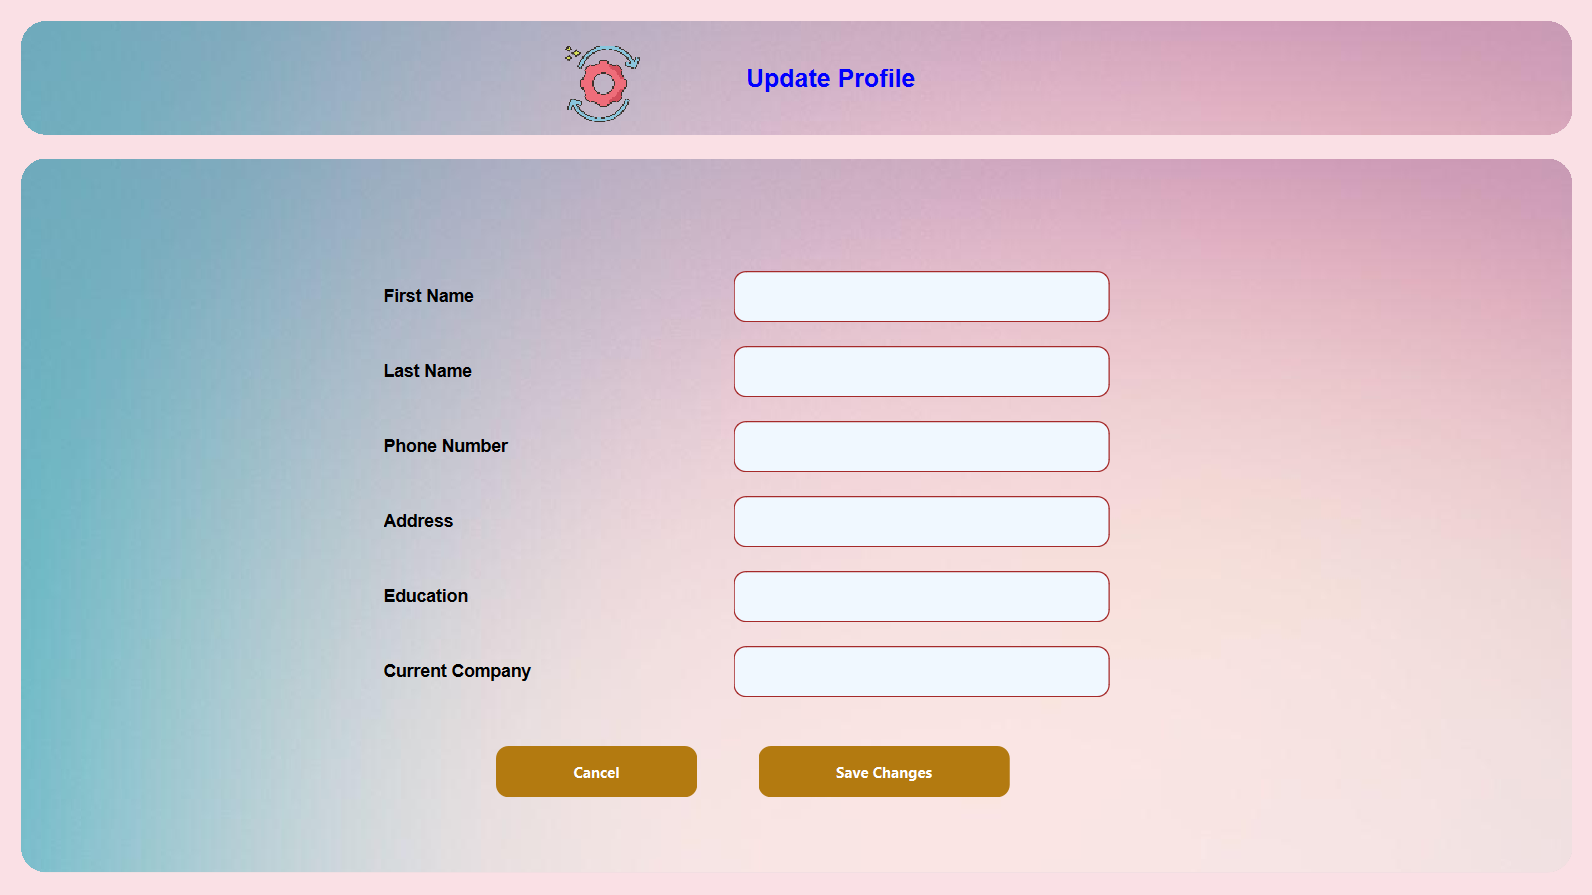 Update Profile
First Name
Last Name
Phone Number
Address
Education
Current Company
Cancel
Save Changes